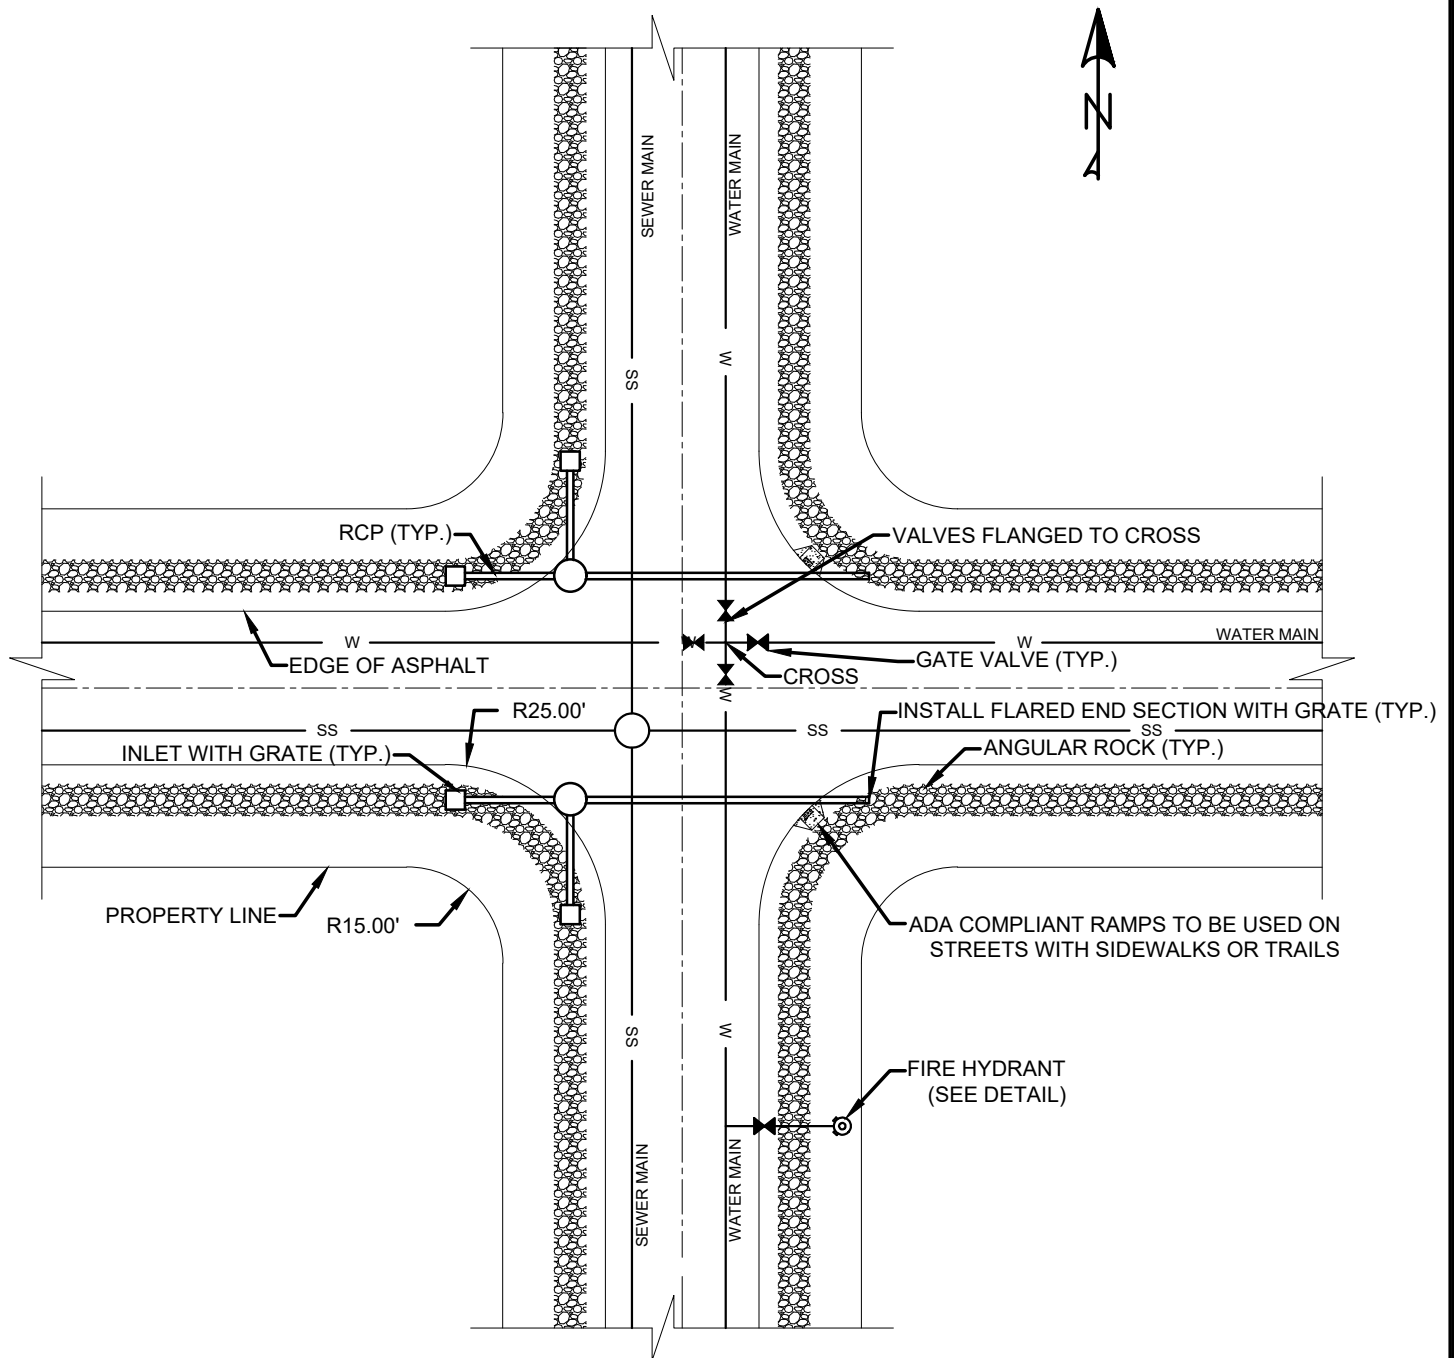 N
SEWER MAIN
WATER MAIN
W
SS
RCP (TYP.)
VALVES FLANGED TO CROSS
W
W
W
WATER MAIN
EDGE OF ASPHALT
GATE VALVE (TYP.)
CROSS
W
R25.00'
INSTALL FLARED END SECTION WITH GRATE (TYP.)
SS
SS
SS
INLET WITH GRATE (TYP.)
ANGULAR ROCK (TYP.)
PROPERTY LINE
R15.00'
ADA COMPLIANT RAMPS TO BE USED ON
STREETS WITH SIDEWALKS OR TRAILS
SS
W
FIRE HYDRANT
(SEE DETAIL)
SEWER MAIN
WATER MAIN